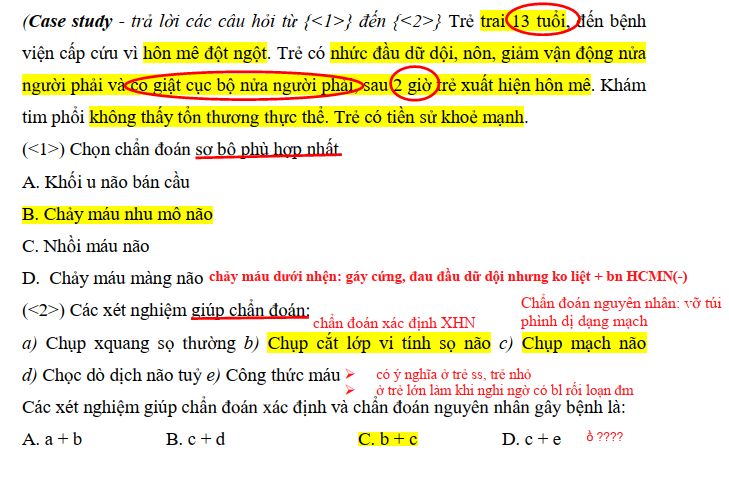 (Case study - trả lời các câu hỏi từ {<1>} đến {<2>} Trẻ trai 13 tuổi, đến bệnh
viện cấp cứu vì hôn mê đột ngột. Trẻ có nhức đầu dữ dội, nôn, giảm vận động nửa
người phải và co giật cục bộ nửa người phải, sau 2 giờ trẻ xuất hiện hôn mê. Khám
tim phổi không thấy tổn thương thực thể. Trẻ có tiền sử khoẻ mạnh.
(<1>) Chọn chẩn đoán sơ bộ phù hợp nhất
A. Khối u não bán cầu
B. Chảy máu nhu mô não
C. Nhồi máu não
D. Chảy máu màng não chảy máu dưới nhện: gáy cứng, đau đầu dữ dội nhưng ko liệt + bn HCMN(-)
(<2>) Các xét nghiệm giúp chẩn đoán: chẩn đoán xác định XHN
Chẩn đoán nguyên nhân: vỡ túi
phình dị dạng mạch
a) Chụp xquang sọ thường b) Chụp cắt lớp vi tính sọ não c) Chụp mạch não
d) Chọc dò dịch não tuỷ e) Công thức máu ➢ có ý nghĩa ở trẻ ss, trẻ nhỏ
➢ ở trẻ lớn làm khi nghi ngờ có bl rối loạn đm
Các xét nghiệm giúp chẩn đoán xác định và chẩn đoán nguyên nhân gây bệnh là:
A. a + b B. c + d C. b + c D. c + e ồ ????